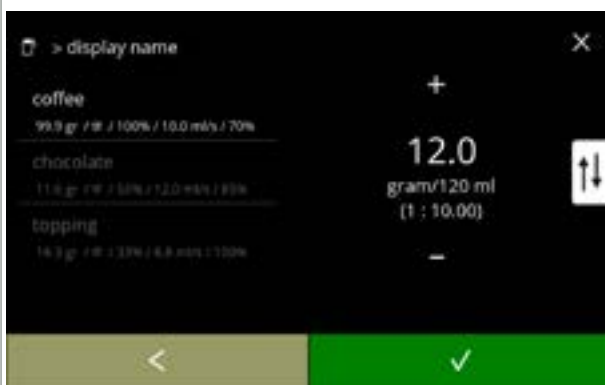 > display name
coffee
99.9 gr / # / 100% / 10.0 ml/s / 70%
chocolate
topping
+
12.0
gram/120 ml
(1 : 10.00)
−